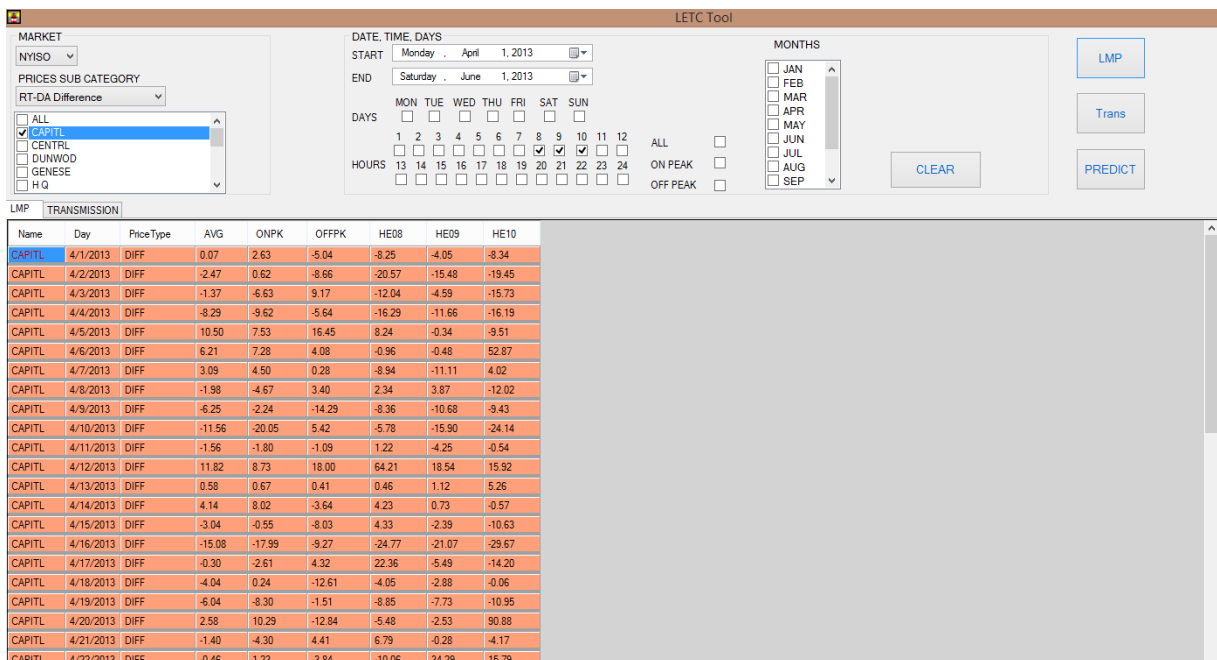 LETC Tool
MARKET
NYISO
PRICES SUB CATEGORY
RT-DA Difference
ALL
CAPITL
CENTRL
DUNWOD
GENESE
H Q
DATE, TIME, DAYS
START Monday , April 1, 2013
END Saturday , June 1, 2013
MON TUE WED THU FRI SAT SUN
DAYS
1 2 3 4 5 6 7 8 9 10 11 12
HOURS 13 14 15 16 17 18 19 20 21 22 23 24
ALL
ON PEAK
OFF PEAK
MONTHS
JAN
FEB
MAR
APR
MAY
JUN
JUL
AUG
SEP
CLEAR
LMP
Trans
PREDICT
LMP TRANSMISSION
Name Day PriceType AVG ONPK OFFPK HE08 HE09 HE10
CAPITL 4/1/2013 DIFF 0.07 2.63 -5.04 -8.25 -4.05 -8.34
CAPITL 4/2/2013 DIFF -2.47 0.62 -8.66 -20.57 -15.48 -19.45
CAPITL 4/3/2013 DIFF -1.37 -6.63 9.17 -12.04 -4.59 -15.73
CAPITL 4/4/2013 DIFF -8.29 -9.62 -5.64 -16.29 -11.66 -16.19
CAPITL 4/5/2013 DIFF 10.50 7.53 16.45 8.24 -0.34 -9.51
CAPITL 4/6/2013 DIFF 6.21 7.28 4.08 -0.96 -0.48 52.87
CAPITL 4/7/2013 DIFF 3.09 4.50 0.28 -8.94 -11.11 4.02
CAPITL 4/8/2013 DIFF -1.98 -4.67 3.40 2.34 3.87 -12.02
CAPITL 4/9/2013 DIFF -6.25 -2.24 -14.29 -8.36 -10.68 -9.43
CAPITL 4/10/2013 DIFF -11.56 -20.05 5.42 -5.78 -15.90 -24.14
CAPITL 4/11/2013 DIFF -1.56 -1.80 -1.09 1.22 -4.25 -0.54
CAPITL 4/12/2013 DIFF 11.82 8.73 18.00 64.21 18.54 15.92
CAPITL 4/13/2013 DIFF 0.58 0.67 0.41 0.46 1.12 5.26
CAPITL 4/14/2013 DIFF 4.14 8.02 -3.64 4.23 0.73 -0.57
CAPITL 4/15/2013 DIFF -3.04 -0.55 -8.03 4.33 -2.39 -10.63
CAPITL 4/16/2013 DIFF -15.08 -17.99 -9.27 -24.77 -21.07 -29.67
CAPITL 4/17/2013 DIFF -0.30 -2.61 4.32 22.36 -5.49 -14.20
CAPITL 4/18/2013 DIFF -4.04 0.24 -12.61 -4.05 -2.88 -0.06
CAPITL 4/19/2013 DIFF -6.04 -8.30 -1.51 -8.85 -7.73 -10.95
CAPITL 4/20/2013 DIFF 2.58 10.29 -12.84 -5.48 -2.53 90.88
CAPITL 4/21/2013 DIFF -1.40 -4.30 4.41 6.79 -0.28 -4.17
CAPITL 4/22/2013 DIFF -0.46 1.23 -3.84 -10.06 24.29 15.79